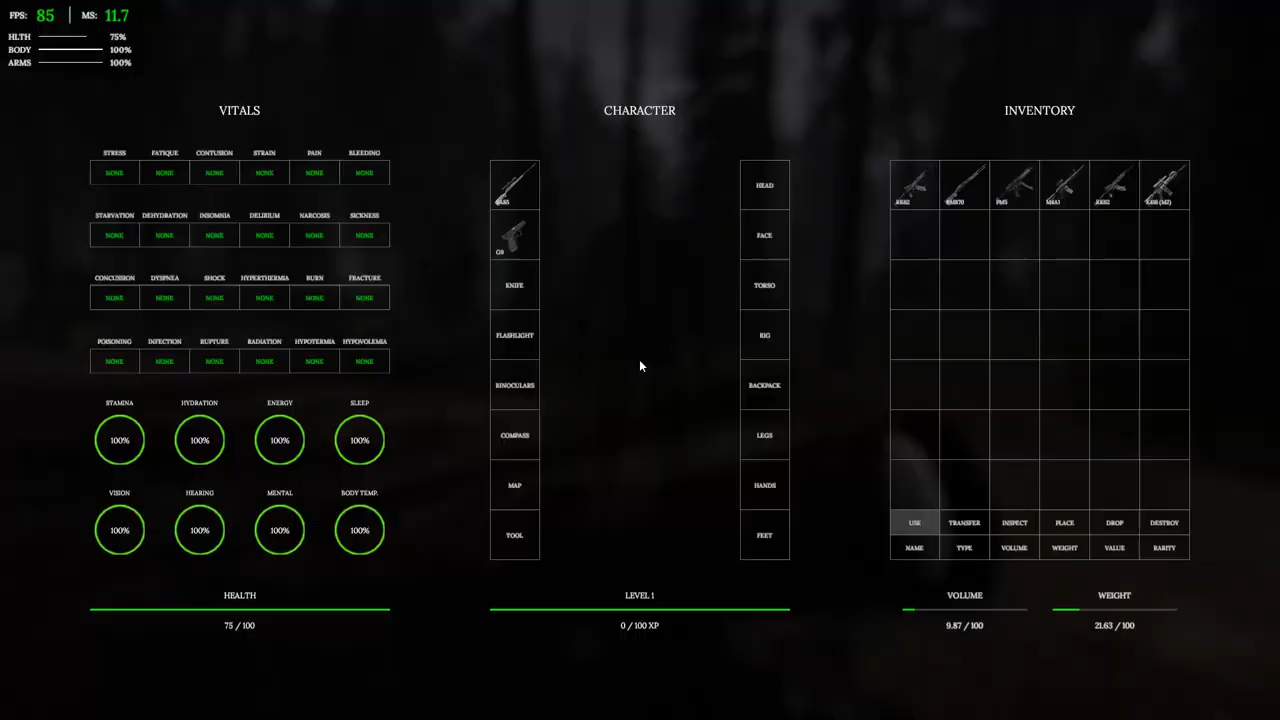 FPS: 85 | MS: 11.7
HLTH 75%
BODY 100%
ARMS 100%
VITALS
STRESS FATIQUE CONTUSION STRAIN PAIN BLEEDING
NONE NONE NONE NONE NONE NONE
STARVATION DEHYDRATION INSOMNIA DELIRIUM NARCOSIS SICKNESS
NONE NONE NONE NONE NONE NONE
CONCUSSION DYSPNEA SHOCK HYPERTHERMIA BURN FRACTURE
NONE NONE NONE NONE NONE NONE
POISONING INFECTION RUPTURE RADIATION HYPOTERMIA HYPOVOLEMIA
NONE NONE NONE NONE NONE NONE
STAMINA HYDRATION ENERGY SLEEP
100% 100% 100% 100%
VISION HEARING MENTAL BODY TEMP.
100% 100% 100% 100%
HEALTH
75 / 100
CHARACTER
HEAD
G9
FACE
KNIFE
TORSO
FLASHLIGHT
RIG
BINOCULARS
BACKPACK
COMPASS
LEGS
MAP
HANDS
TOOL
FEET
LEVEL 1
0 / 100 XP
INVENTORY
RM870 PM5 M4A1
USE TRANSFER INSPECT PLACE DROP DESTROY
NAME TYPE VOLUME WEIGHT VALUE RARITY
VOLUME WEIGHT
9.87 / 100 21.63 / 100